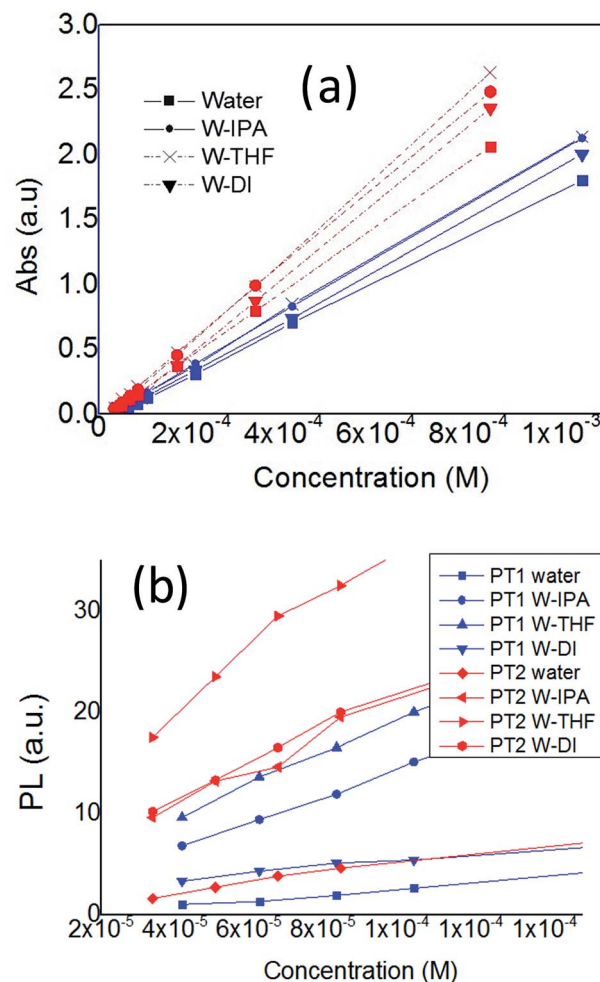 3.0
2.5
2.0
1.5
1.0
0.5
0.0
Abs (a.u)
(a)
Water
W-IPA
W-THF
W-DI
0 2x10⁻⁴ 4x10⁻⁴ 6x10⁻⁴ 8x10⁻⁴ 1x10⁻³
Concentration (M)
(b)
30
20
10
0
PL (a.u.)
PT1 water
PT1 W-IPA
PT1 W-THF
PT1 W-DI
PT2 water
PT2 W-IPA
PT2 W-THF
PT2 W-DI
2x10⁻⁵ 4x10⁻⁵ 6x10⁻⁵ 8x10⁻⁵ 1x10⁻⁴ 1x10⁻⁴ 1x10⁻⁴
Concentration (M)